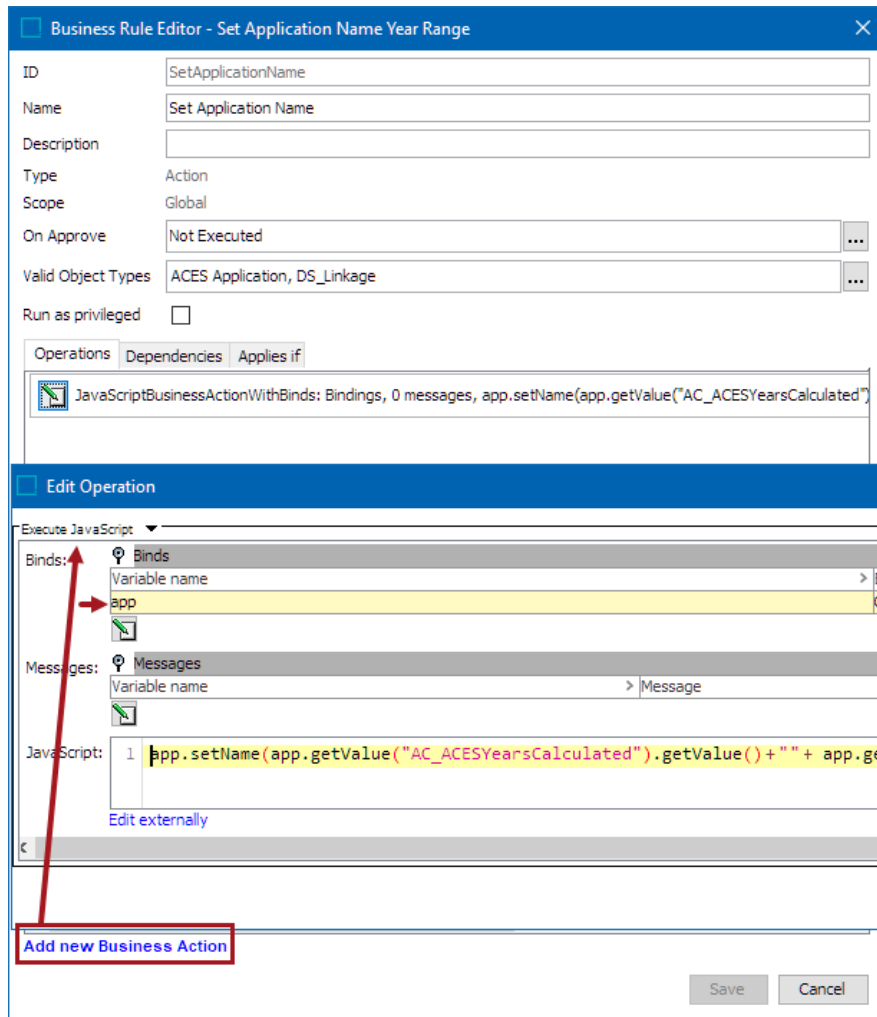 Business Rule Editor - Set Application Name Year Range
ID SetApplicationName
Name Set Application Name
Description
Type Action
Scope Global
On Approve Not Executed ...
Valid Object Types ACES Application, DS_Linkage ...
Run as privileged
Operations Dependencies Applies if
JavaScriptBusinessActionWithBinds: Bindings, 0 messages, app.setName(app.getValue("AC_ACESYearsCalculated")
Edit Operation
Execute JavaScript
Binds: Binds
Variable name >
app
Messages: Messages
Variable name > Message
JavaScript: 1 app.setName(app.getValue("AC_ACESYearsCalculated").getValue()+""+ app.ge
Edit externally
Add new Business Action
Save Cancel